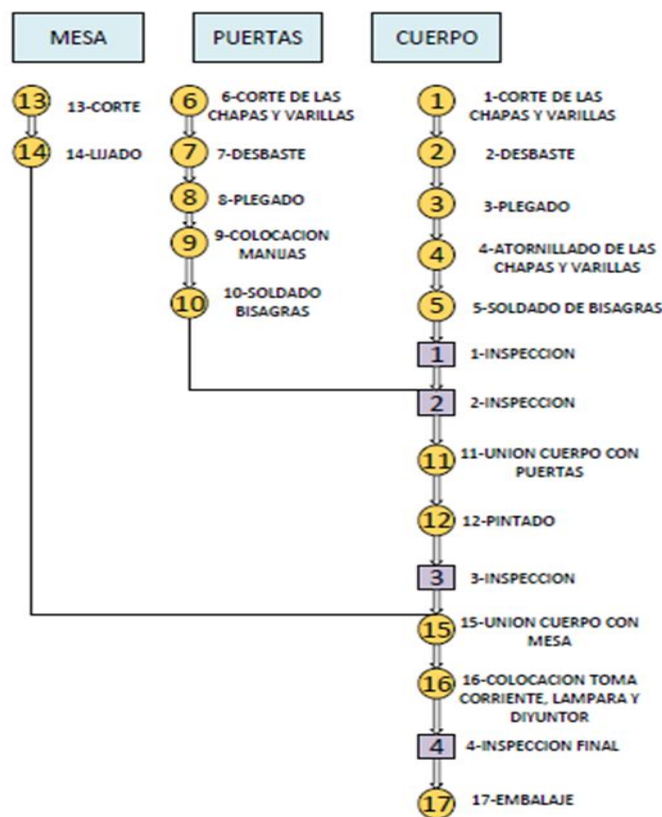 MESA
PUERTAS
CUERPO
13
13-CORTE
14
14-LIJADO
6
6-CORTE DE LAS
CHAPAS Y VARILLAS
7
7-DESBASTE
8
8-PLEGADO
9
9-COLOCACION
MANIJAS
10
10-SOLDADO
BISAGRAS
1
1-CORTE DE LAS
CHAPAS Y VARILLAS
2
2-DESBASTE
3
3-PLEGADO
4
4-ATORNILLADO DE LAS
CHAPAS Y VARILLAS
5
5-SOLDADO DE BISAGRAS
1
1-INSPECCION
2
2-INSPECCION
11
11-UNION CUERPO CON
PUERTAS
12
12-PINTADO
3
3-INSPECCION
15
15-UNION CUERPO CON
MESA
16
16-COLOCACION TOMA
CORRIENTE, LAMPARA Y
DIYUNTOR
4
4-INSPECCION FINAL
17
17-EMBALAJE